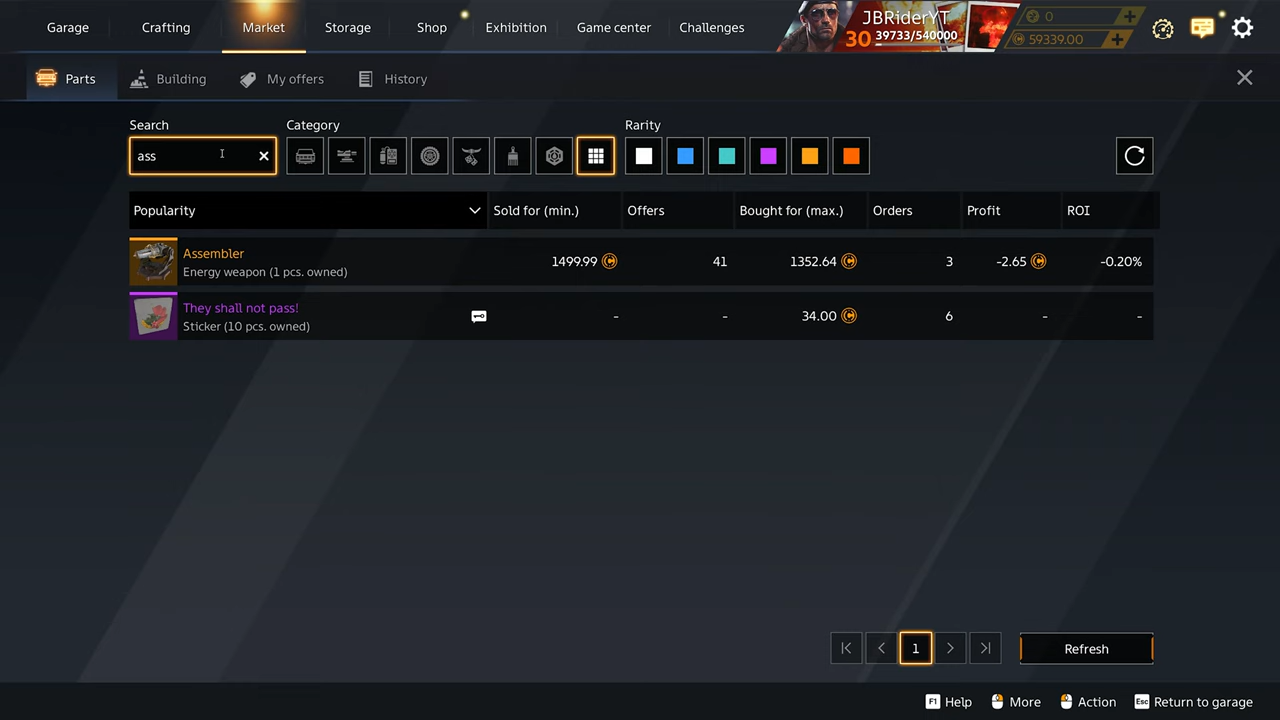 Garage Crafting Market Storage Shop Exhibition Game center Challenges
JBRiderYT
30 39733/540000
0
59339.00
Parts Building My offers History
Search Category Rarity
ass
Popularity Sold for (min.) Offers Bought for (max.) Orders Profit ROI
Assembler
Energy weapon (1 pcs. owned)
1499.99 41 1352.64 3 -2.65 -0.20%
They shall not pass!
Sticker (10 pcs. owned)
- - 34.00 6 - -
1 Refresh
F1 Help More Action Esc Return to garage